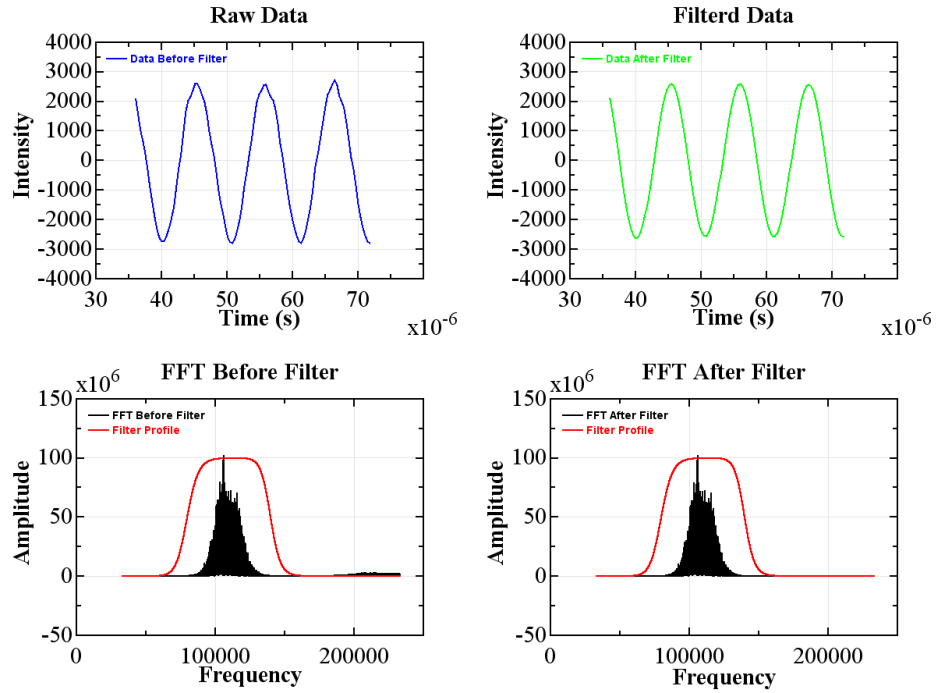 Raw Data
Intensity
4000
3000
2000
1000
0
-1000
-2000
-3000
-4000
Data Before Filter
30 40 50 60 70
Time (s)
x10-6
Filterd Data
Intensity
4000
3000
2000
1000
0
-1000
-2000
-3000
-4000
Data After Filter
30 40 50 60 70
Time (s)
x10-6
FFT Before Filter
x106
Amplitude
150
100
50
0
-50
FFT Before Filter
Filter Profile
0 100000 200000
Frequency
FFT After Filter
x106
Amplitude
150
100
50
0
-50
FFT After Filter
Filter Profile
0 100000 200000
Frequency